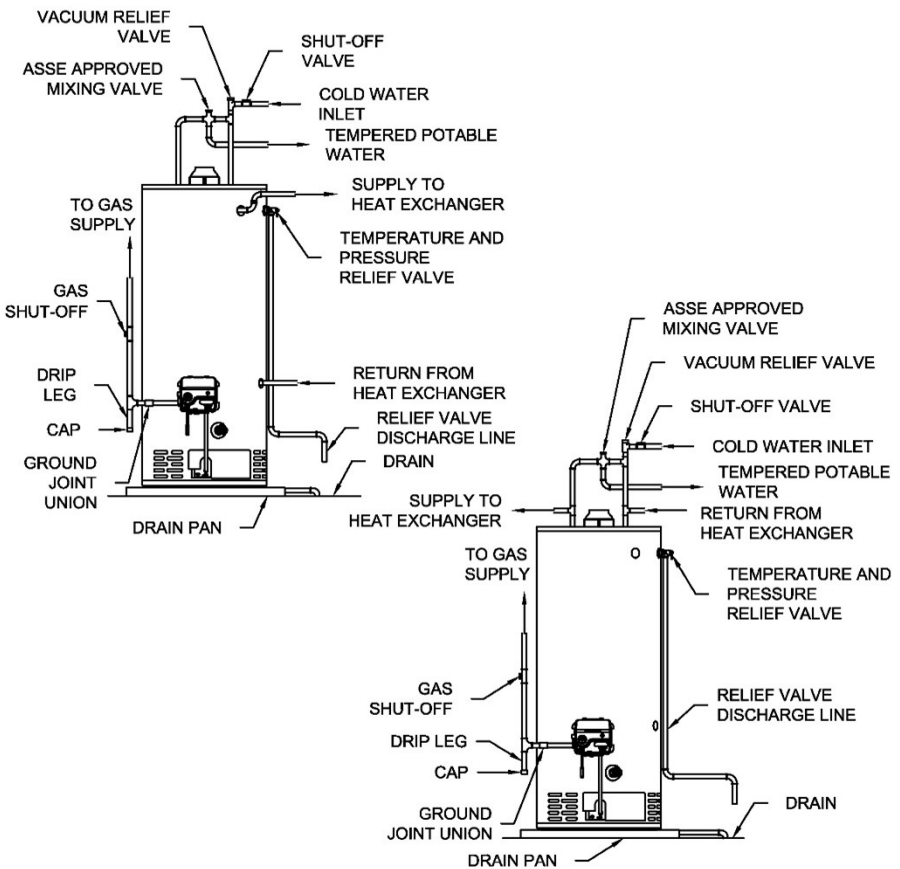 VACUUM RELIEF
VALVE
SHUT-OFF
VALVE
ASSE APPROVED
MIXING VALVE
COLD WATER
INLET
TEMPERED POTABLE
WATER
SUPPLY TO
HEAT EXCHANGER
TO GAS
SUPPLY
TEMPERATURE AND
PRESSURE
RELIEF VALVE
GAS
SHUT-OFF
DRIP
LEG
RETURN FROM
HEAT EXCHANGER
CAP
RELIEF VALVE
DISCHARGE LINE
GROUND
JOINT
UNION
DRAIN
DRAIN PAN
ASSE APPROVED
MIXING VALVE
VACUUM RELIEF VALVE
SHUT-OFF VALVE
COLD WATER INLET
TEMPERED POTABLE
WATER
SUPPLY TO
HEAT EXCHANGER
RETURN FROM
HEAT EXCHANGER
TO GAS
SUPPLY
TEMPERATURE AND
PRESSURE
RELIEF VALVE
GAS
SHUT-OFF
RELIEF VALVE
DISCHARGE LINE
DRIP LEG
CAP
GROUND
JOINT UNION
DRAIN
DRAIN PAN